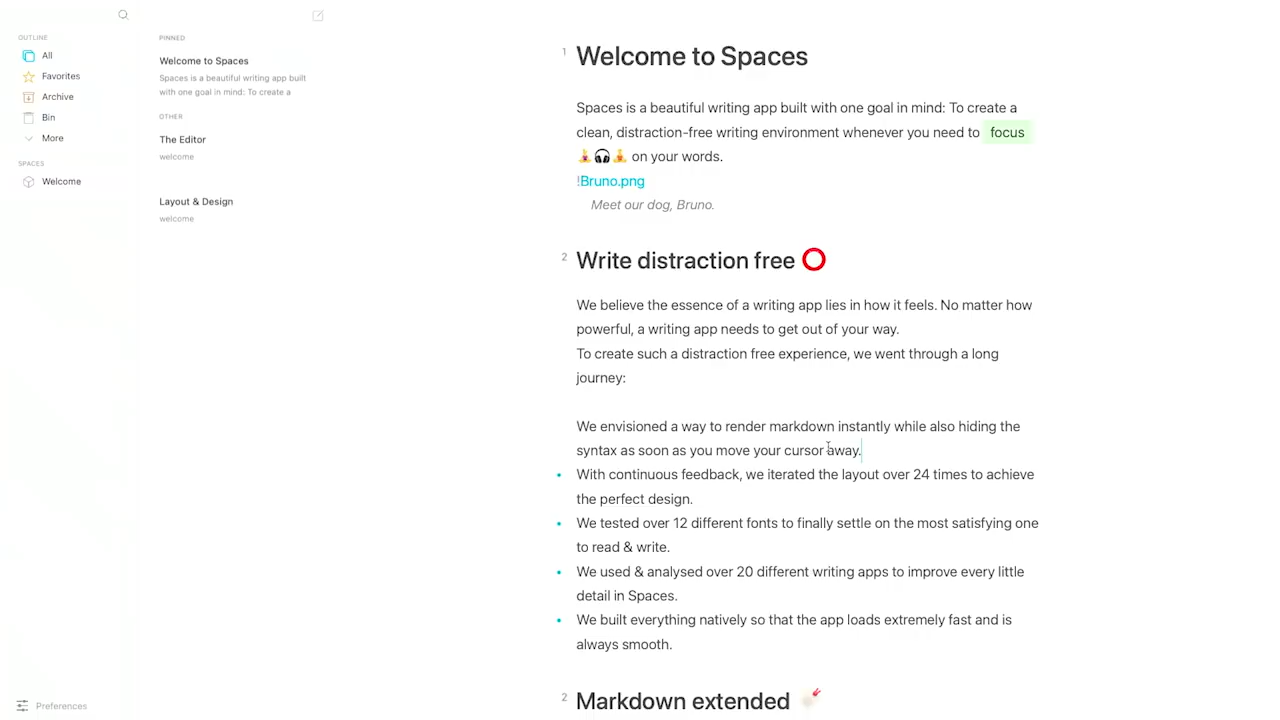 OUTLINE
All
Favorites
Archive
Bin
More
SPACES
Welcome
Preferences
PINNED
Welcome to Spaces
Spaces is a beautiful writing app built
with one goal in mind: To create a
OTHER
The Editor
welcome
Layout & Design
welcome
1
Welcome to Spaces
Spaces is a beautiful writing app built with one goal in mind: To create a
clean, distraction-free writing environment whenever you need to focus
🧘🎧🧘 on your words.
!Bruno.png
Meet our dog, Bruno.
2
Write distraction free ⭕
We believe the essence of a writing app lies in how it feels. No matter how
powerful, a writing app needs to get out of your way.
To create such a distraction free experience, we went through a long
journey:
We envisioned a way to render markdown instantly while also hiding the
syntax as soon as you move your cursor away.
• With continuous feedback, we iterated the layout over 24 times to achieve
the perfect design.
• We tested over 12 different fonts to finally settle on the most satisfying one
to read & write.
• We used & analysed over 20 different writing apps to improve every little
detail in Spaces.
• We built everything natively so that the app loads extremely fast and is
always smooth.
2
Markdown extended